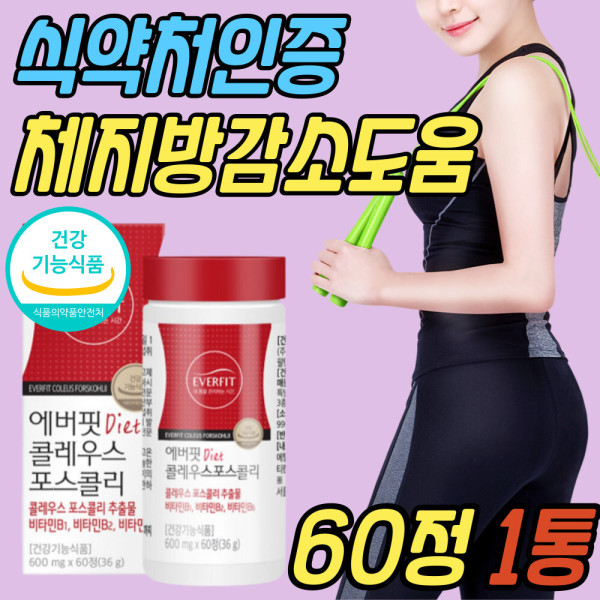 식약처인증
체지방감소도움
건강
기능식품
식품의약품안전처
EVERFIT COLEUS FORSKOHLII
에버핏 Diet
콜레우스
포스콜리
콜레우스 포스콜리 추출물
비타민B1, 비타민B2, 비타민
[건강기능식품]
600 mg x 60정(36 g)
EVERFIT
EVERFIT COLEUS FORSKOHLII
에버핏 Diet
콜레우스포스콜리
콜레우스 포스콜리 추출물
비타민B1, 비타민B2, 비타민B6
[건강기능식품]
600 mg x 60정(36 g)
60정 1통